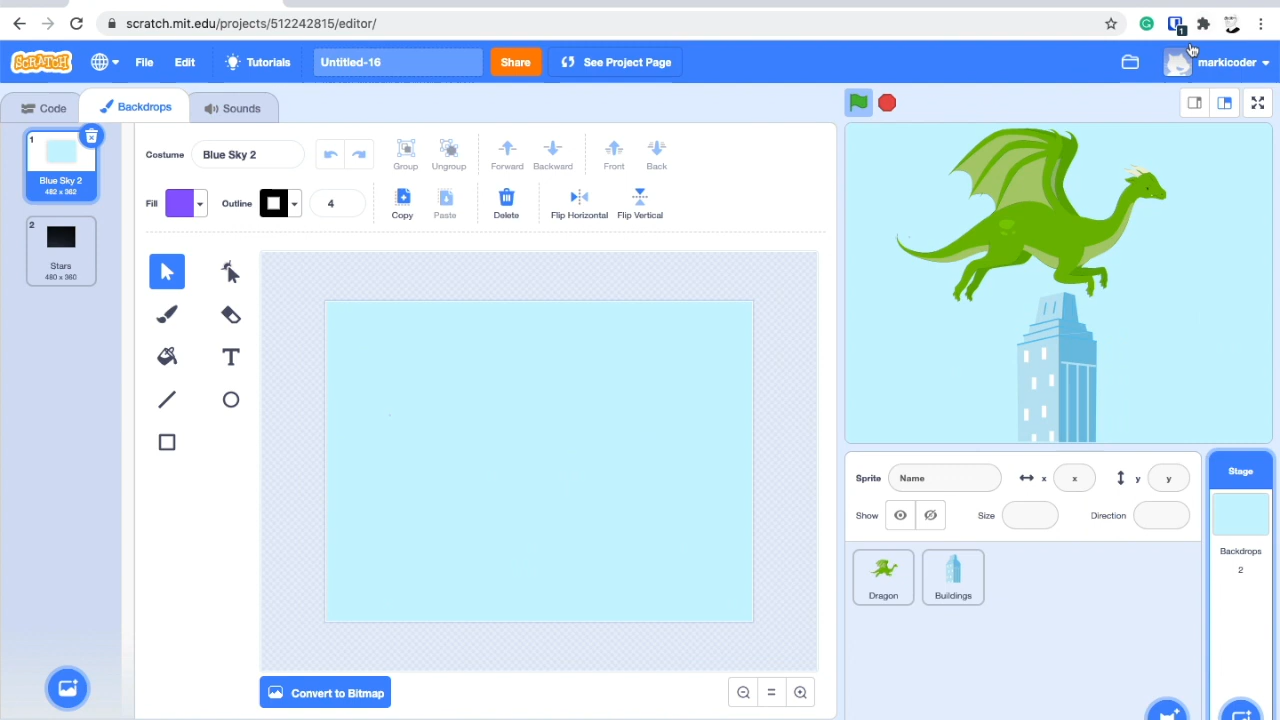 scratch.mit.edu/projects/512242815/editor/
1
SCRATCH
File
Edit
Tutorials
Untitled-16
Share
See Project Page
markicoder
Code
Backdrops
Sounds
1
Blue Sky 2
482 x 362
2
Stars
480 x 360
Costume
Blue Sky 2
Group
Ungroup
Forward
Backward
Front
Back
Fill
Outline
4
Copy
Paste
Delete
Flip Horizontal
Flip Vertical
T
Convert to Bitmap
Sprite
Name
x
x
y
y
Show
Size
Direction
Dragon
Buildings
Stage
Backdrops
2